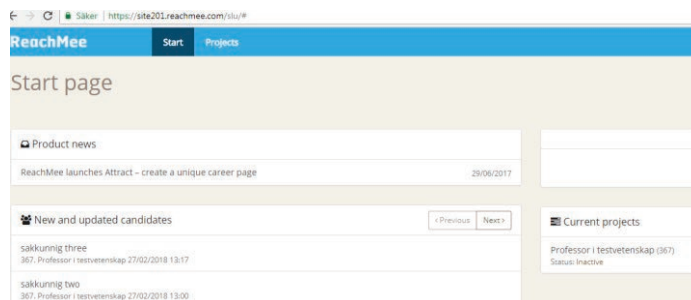 Säker | https://site201.reachmee.com/slu/#
ReachMee Start Projects
Start page
Product news
ReachMee launches Attract – create a unique career page 29/06/2017
New and updated candidates ‹ Previous Next ›
Current projects
sakkunnig three
367. Professor i testvetenskap 27/02/2018 13:17
Professor i testvetenskap (367)
Status: Inactive
sakkunnig two
367. Professor i testvetenskap 27/02/2018 13:00